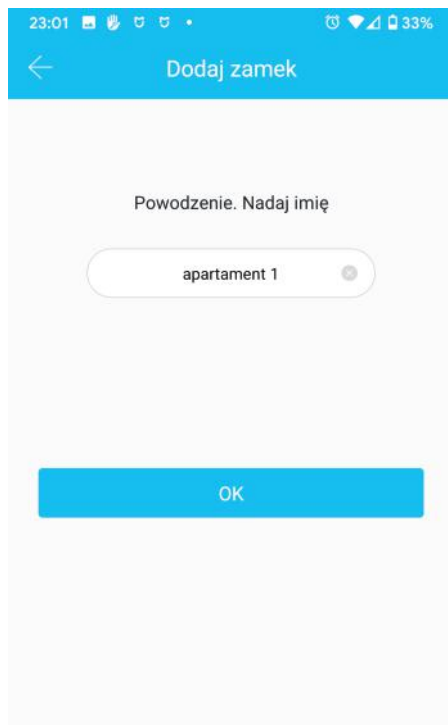 23:01 33%
Dodaj zamek
Powodzenie. Nadaj imię
apartament 1
OK